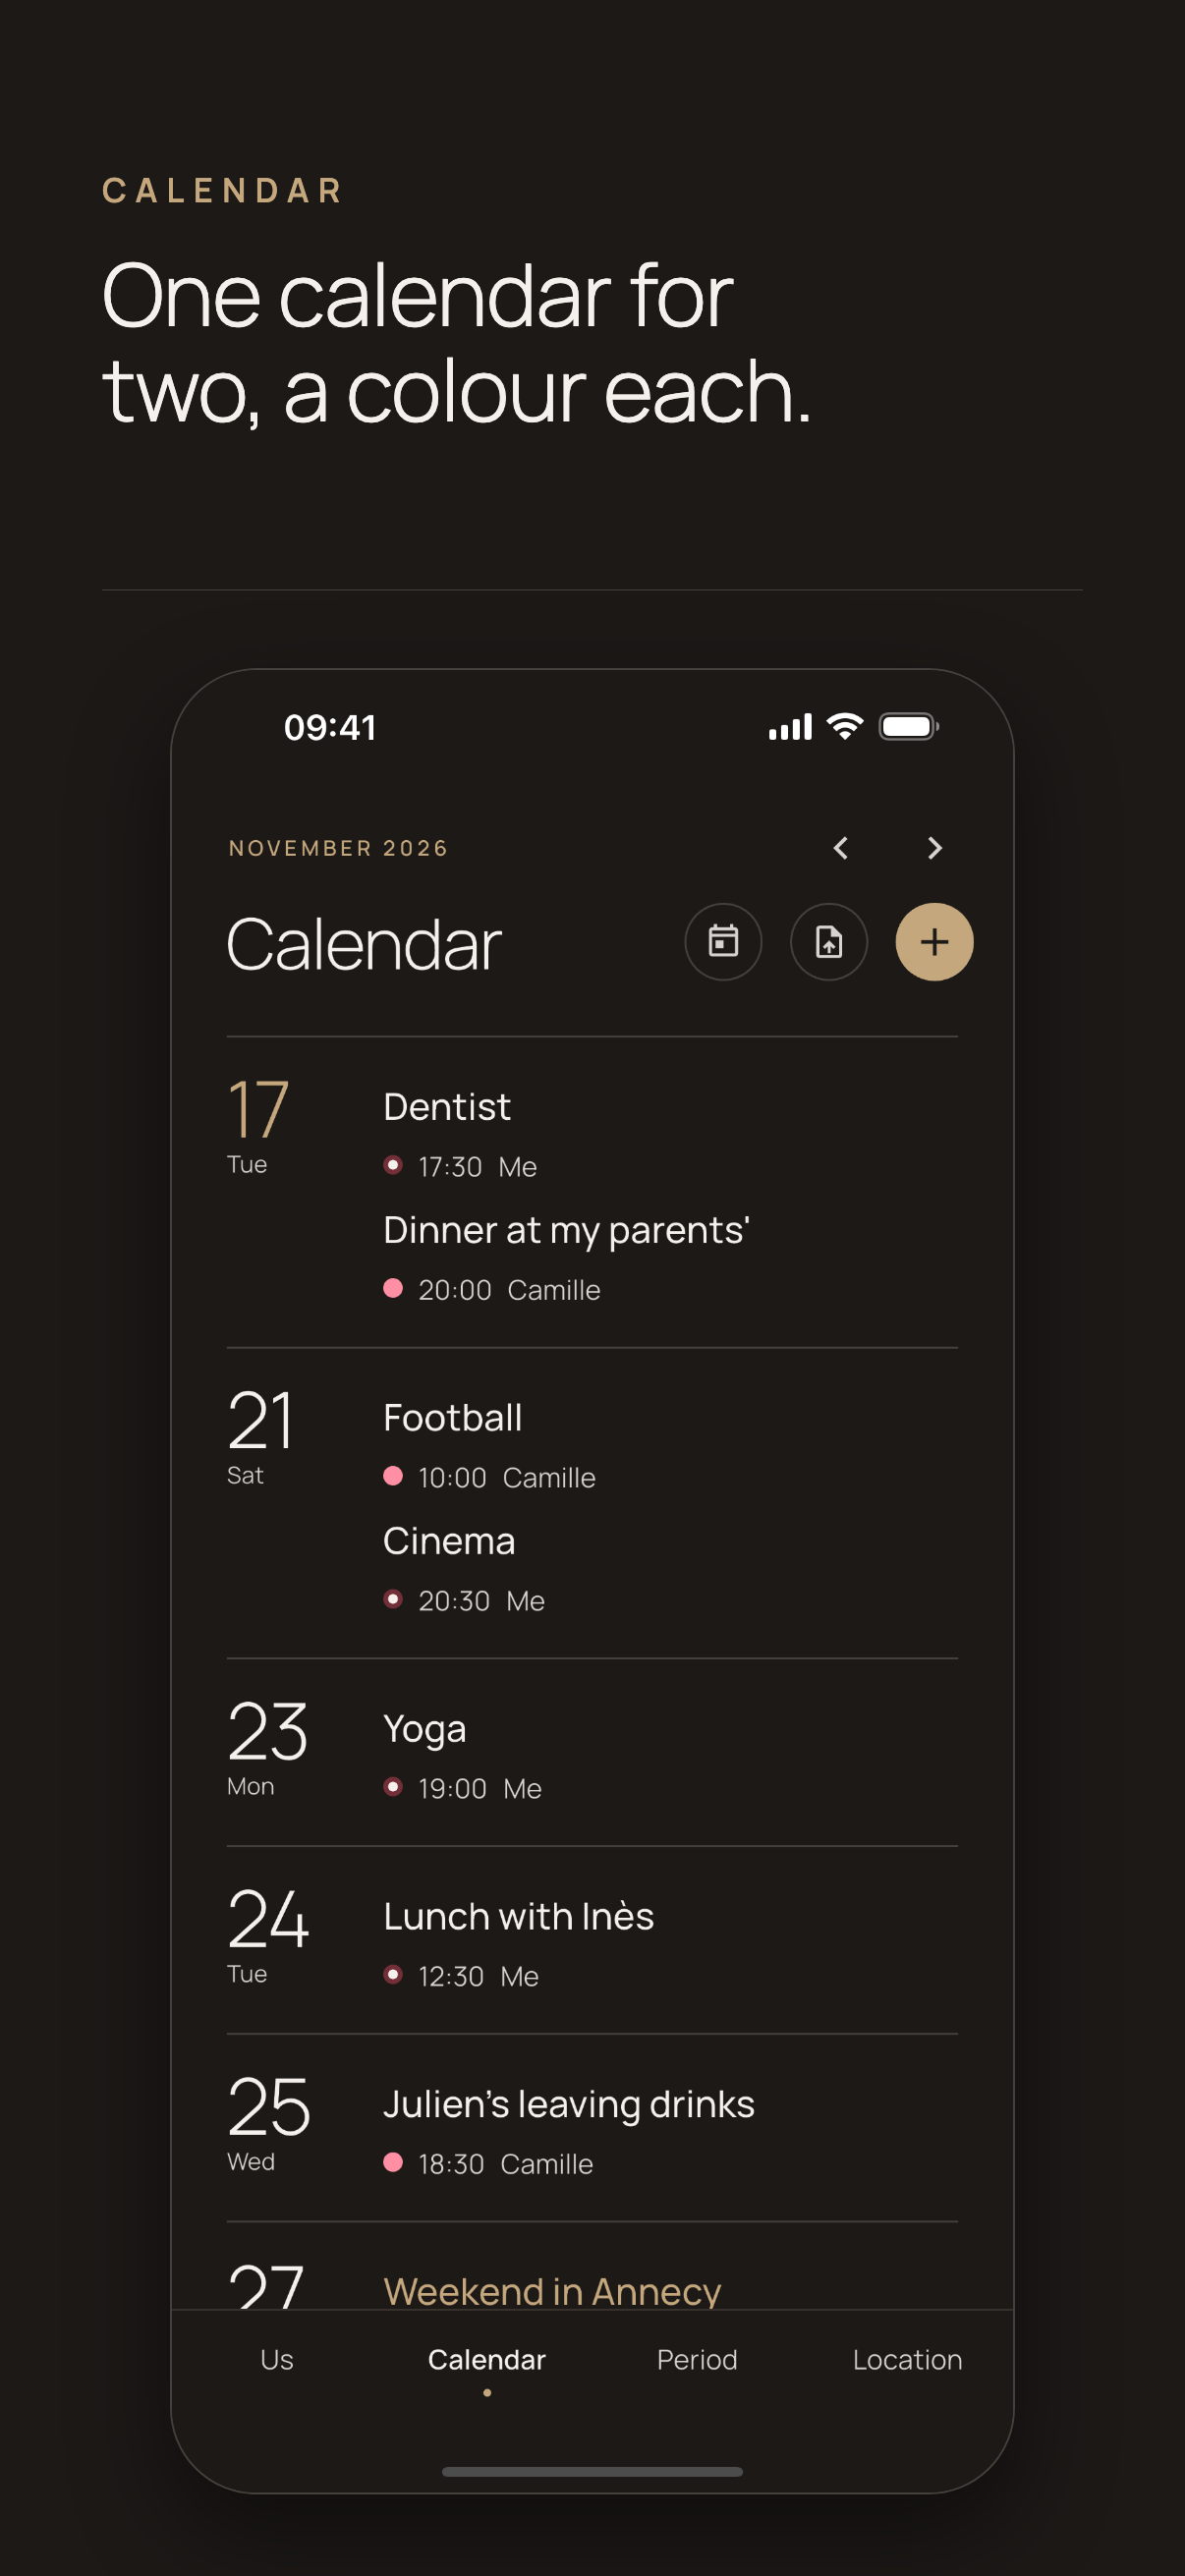 CALENDAR
One calendar for
two, a colour each.
09:41
NOVEMBER 2026
Calendar
17
Tue
Dentist
17:30 Me
Dinner at my parents'
20:00 Camille
21
Sat
Football
10:00 Camille
Cinema
20:30 Me
23
Mon
Yoga
19:00 Me
24
Tue
Lunch with Inès
12:30 Me
25
Wed
Julien’s leaving drinks
18:30 Camille
27
Weekend in Annecy
Us Calendar Period Location